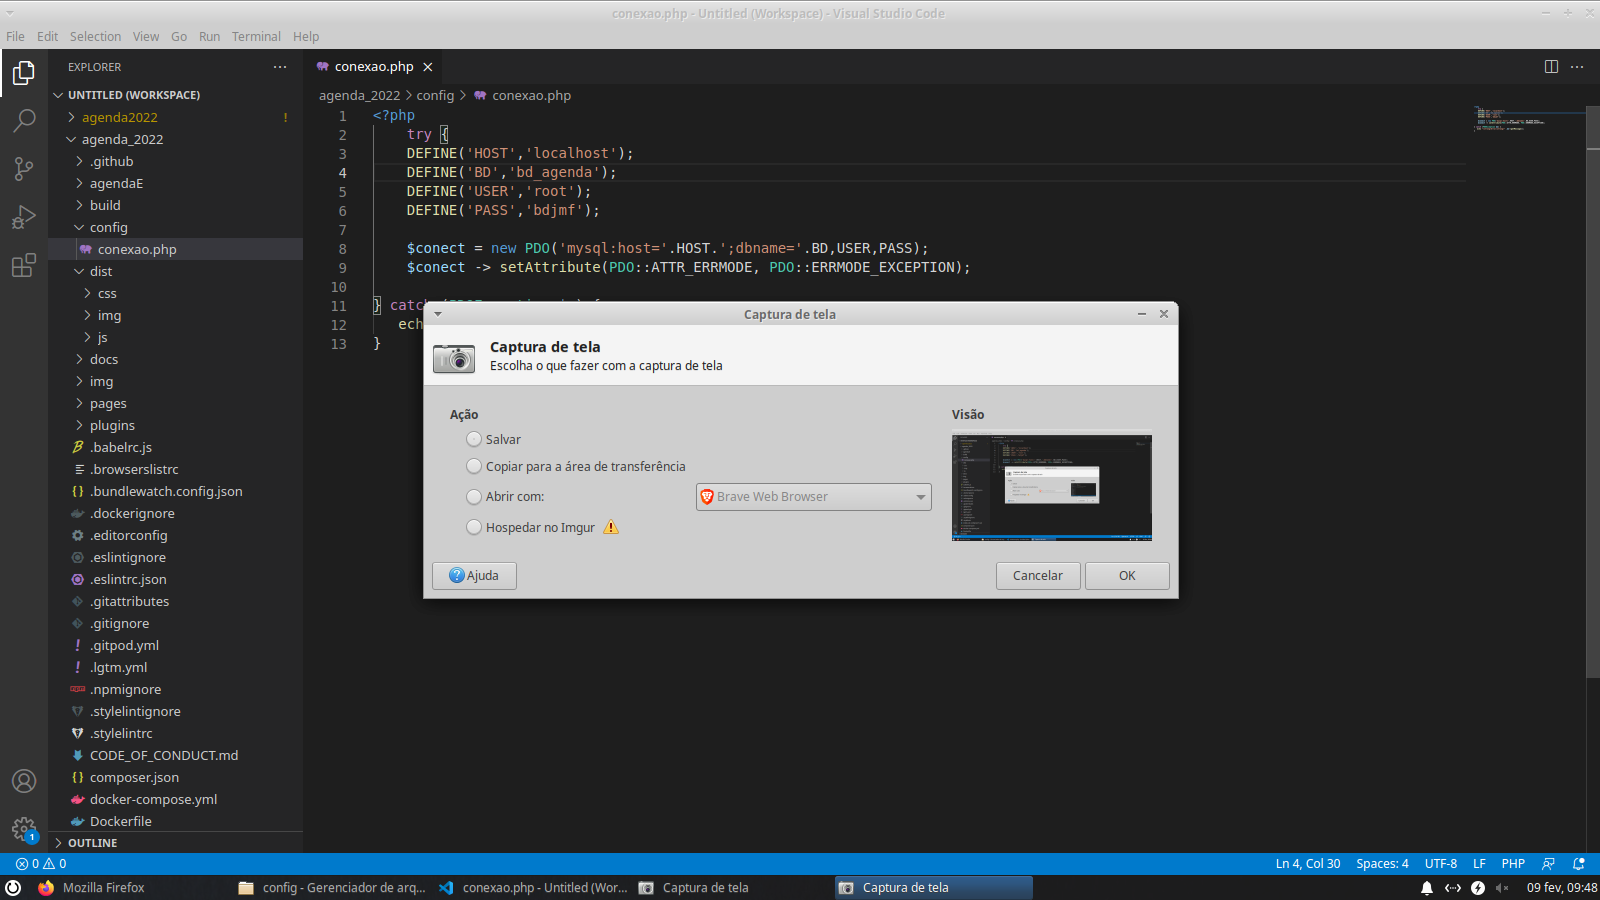 conexao.php - Untitled (Workspace) - Visual Studio Code
File Edit Selection View Go Run Terminal Help
EXPLORER
UNTITLED (WORKSPACE)
agenda2022 !
agenda_2022
.github
agendaE
build
config
conexao.php
dist
css
img
js
docs
img
pages
plugins
.babelrc.js
.browserslistrc
.bundlewatch.config.json
.dockerignore
.editorconfig
.eslintignore
.eslintrc.json
.gitattributes
.gitignore
.gitpod.yml
.lgtm.yml
.npmignore
.stylelintignore
.stylelintrc
CODE_OF_CONDUCT.md
composer.json
docker-compose.yml
Dockerfile
OUTLINE
1
conexao.php
agenda_2022 > config > conexao.php
1 <?php
2 try {
3 DEFINE('HOST','localhost');
4 DEFINE('BD','bd_agenda');
5 DEFINE('USER','root');
6 DEFINE('PASS','bdjmf');
7
8 $conect = new PDO('mysql:host='.HOST.';dbname='.BD,USER,PASS);
9 $conect -> setAttribute(PDO::ATTR_ERRMODE, PDO::ERRMODE_EXCEPTION);
10
11 }
12
13 }
Captura de tela
Captura de tela
Escolha o que fazer com a captura de tela
Ação
Salvar
Copiar para a área de transferência
Abrir com: Brave Web Browser
Hospedar no Imgur
Visão
Ajuda
Cancelar
OK
0 0
Ln 4, Col 30 Spaces: 4 UTF-8 LF PHP
Mozilla Firefox
config - Gerenciador de arq...
conexao.php - Untitled (Wor...
Captura de tela
Captura de tela
09 fev, 09:48